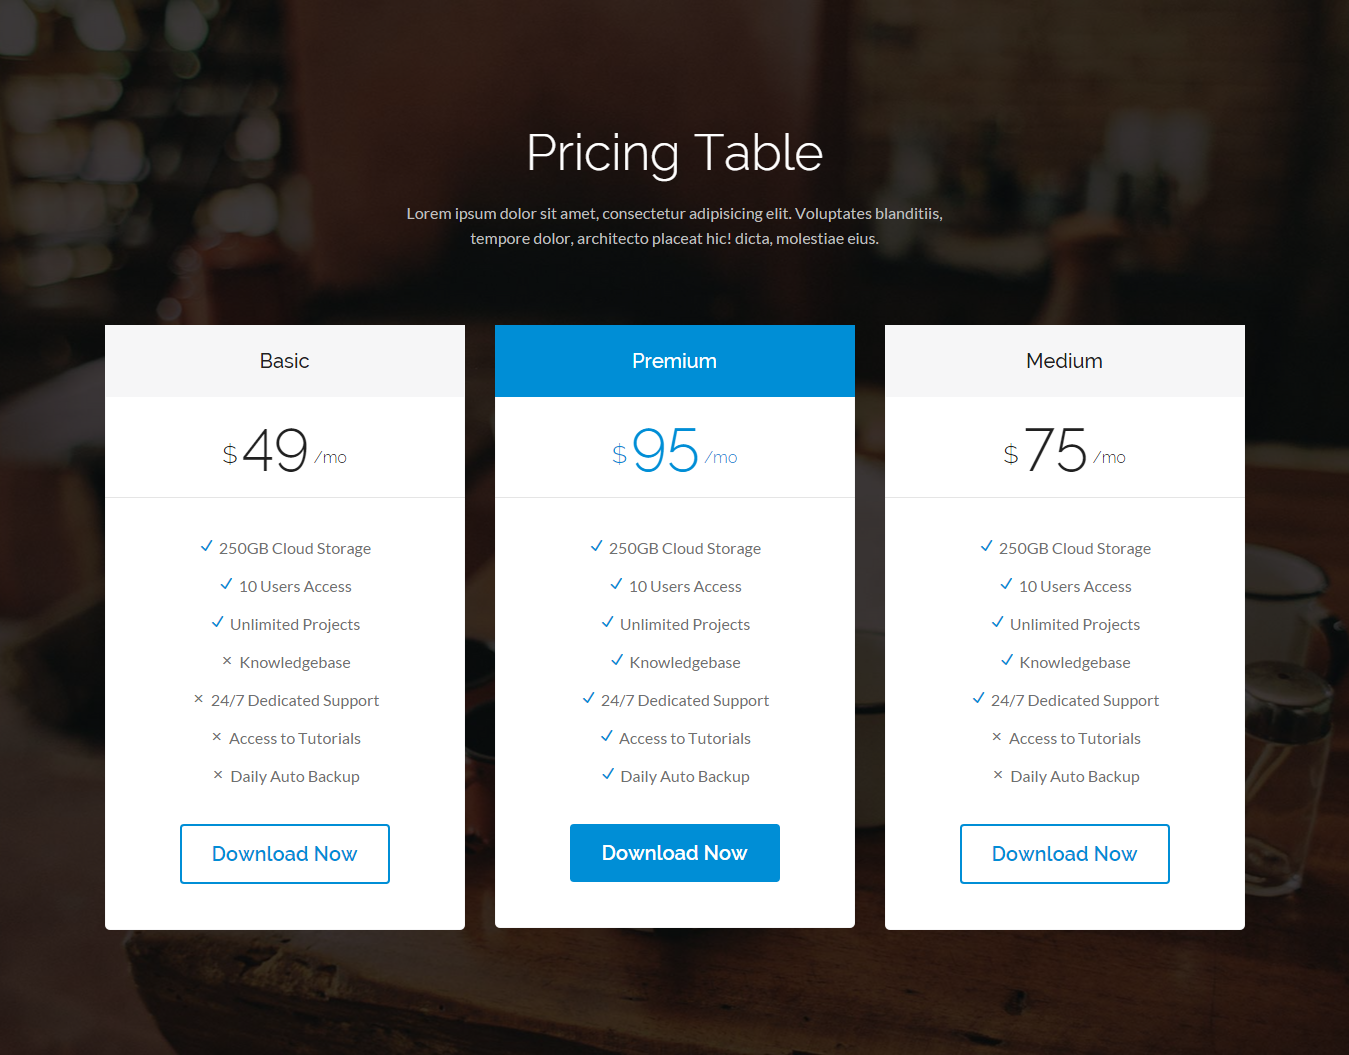 Pricing Table
Lorem ipsum dolor sit amet, consectetur adipisicing elit. Voluptates blanditiis,
tempore dolor, architecto placeat hic! dicta, molestiae eius.
Basic
$49 /mo
250GB Cloud Storage
10 Users Access
Unlimited Projects
Knowledgebase
24/7 Dedicated Support
Access to Tutorials
Daily Auto Backup
Download Now
Premium
$95 /mo
250GB Cloud Storage
10 Users Access
Unlimited Projects
Knowledgebase
24/7 Dedicated Support
Access to Tutorials
Daily Auto Backup
Download Now
Medium
$75 /mo
250GB Cloud Storage
10 Users Access
Unlimited Projects
Knowledgebase
24/7 Dedicated Support
Access to Tutorials
Daily Auto Backup
Download Now